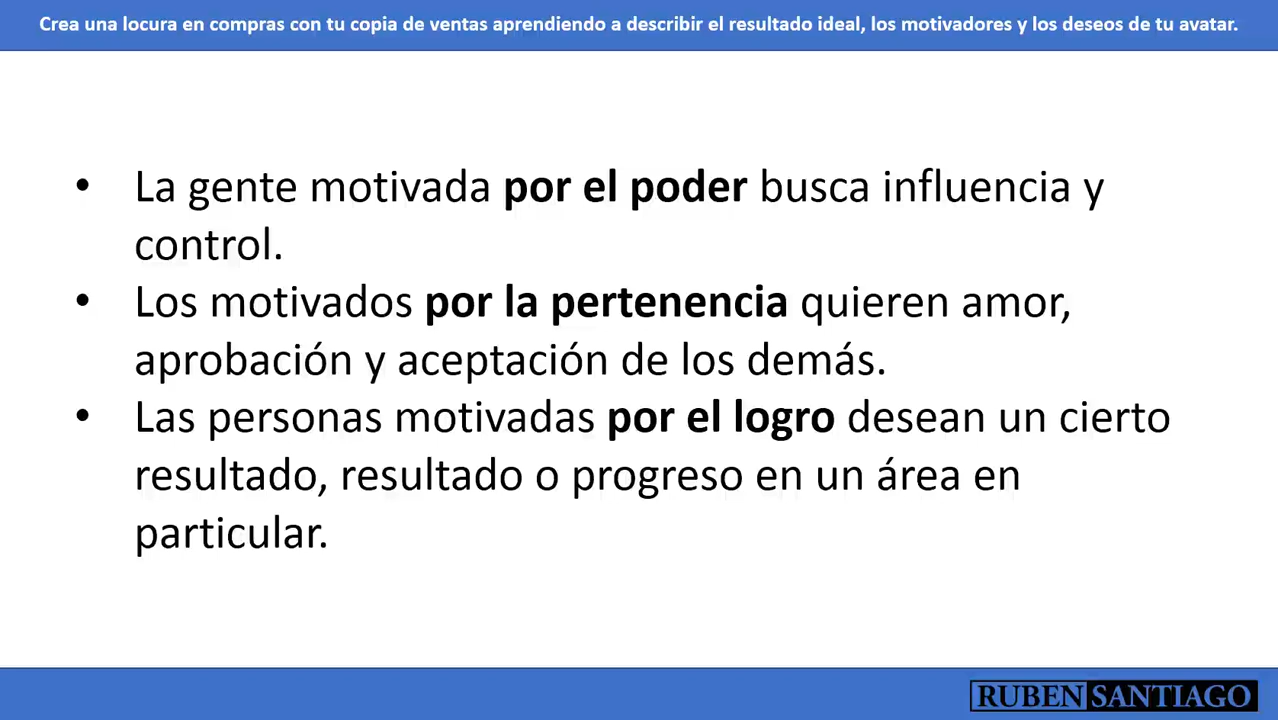 Crea una locura en compras con tu copia de ventas aprendiendo a describir el resultado ideal, los motivadores y los deseos de tu avatar.
• La gente motivada por el poder busca influencia y
control.
• Los motivados por la pertenencia quieren amor,
aprobación y aceptación de los demás.
• Las personas motivadas por el logro desean un cierto
resultado, resultado o progreso en un área en
particular.
RUBEN SANTIAGO